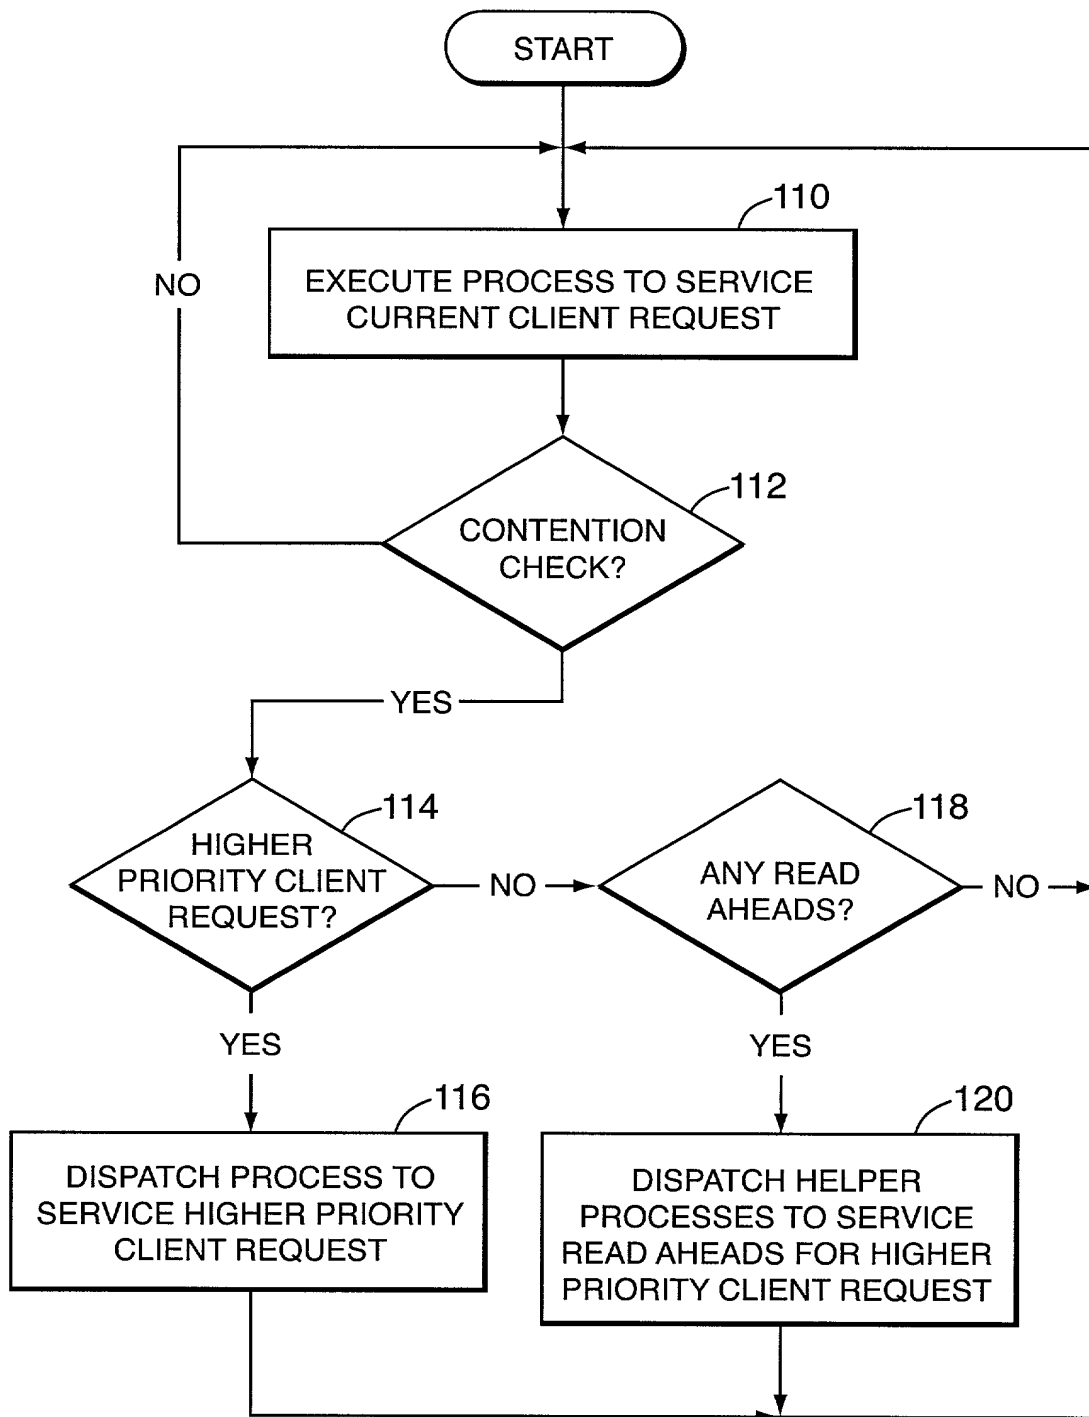 START
110
EXECUTE PROCESS TO SERVICE
CURRENT CLIENT REQUEST
NO
112
CONTENTION
CHECK?
YES
114
HIGHER
PRIORITY CLIENT
REQUEST?
NO
118
ANY READ
AHEADS?
NO
YES
YES
116
DISPATCH PROCESS TO
SERVICE HIGHER PRIORITY
CLIENT REQUEST
120
DISPATCH HELPER
PROCESSES TO SERVICE
READ AHEADS FOR HIGHER
PRIORITY CLIENT REQUEST